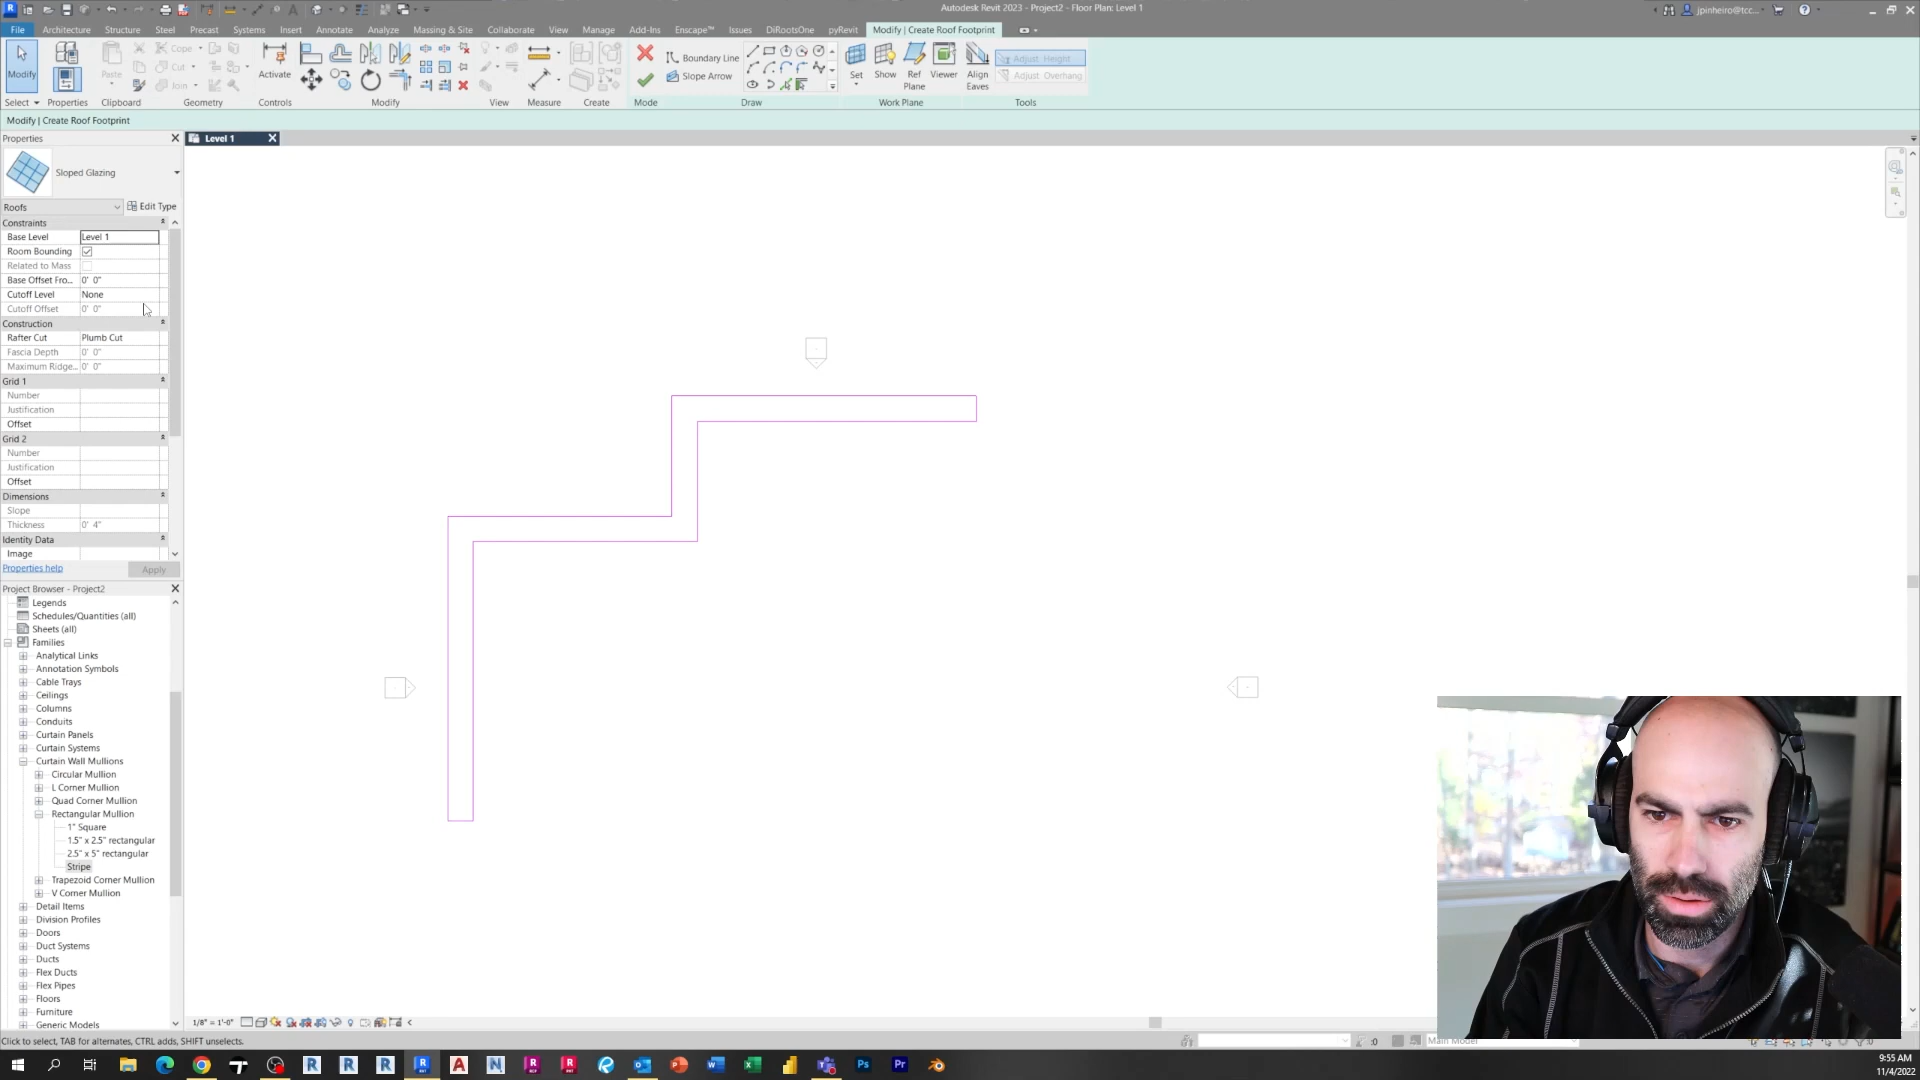 Autodesk Revit 2023 - Project2 - Floor Plan: Level 1
jpinheiro@tcc...
File Architecture Structure Steel Precast Systems Insert Annotate Analyze Massing & Site Collaborate View Manage Add-Ins Enscape™ Issues DiRootsOne pyRevit Modify | Create Roof Footprint
Modify Paste Cope Cut Join Activate Boundary Line Slope Arrow Set Show Ref Plane Viewer Align Eaves Adjust Height Adjust Overhang
Select Properties Clipboard Geometry Controls Modify View Measure Create Mode Draw Work Plane Tools
Modify | Create Roof Footprint
Properties
Level 1
Sloped Glazing
Roofs Edit Type
Constraints
Base Level Level 1
Room Bounding
Related to Mass
Base Offset Fro... 0' 0"
Cutoff Level None
Cutoff Offset 0' 0"
Construction
Rafter Cut Plumb Cut
Fascia Depth 0' 0"
Maximum Ridge... 0' 0"
Grid 1
Number
Justification
Offset
Grid 2
Number
Justification
Offset
Dimensions
Slope
Thickness 0' 4"
Identity Data
Image
Properties help Apply
Project Browser - Project2
Legends
Schedules/Quantities (all)
Sheets (all)
Families
Analytical Links
Annotation Symbols
Cable Trays
Ceilings
Columns
Conduits
Curtain Panels
Curtain Systems
Curtain Wall Mullions
Circular Mullion
L Corner Mullion
Quad Corner Mullion
Rectangular Mullion
1" Square
1.5" x 2.5" rectangular
2.5" x 5" rectangular
Stripe
Trapezoid Corner Mullion
V Corner Mullion
Detail Items
Division Profiles
Doors
Duct Systems
Ducts
Flex Ducts
Flex Pipes
Floors
Furniture
Generic Models
1/8" = 1'-0"
Click to select, TAB for alternates, CTRL adds, SHIFT unselects.
:0
Main Model
:0
9:55 AM
11/4/2022